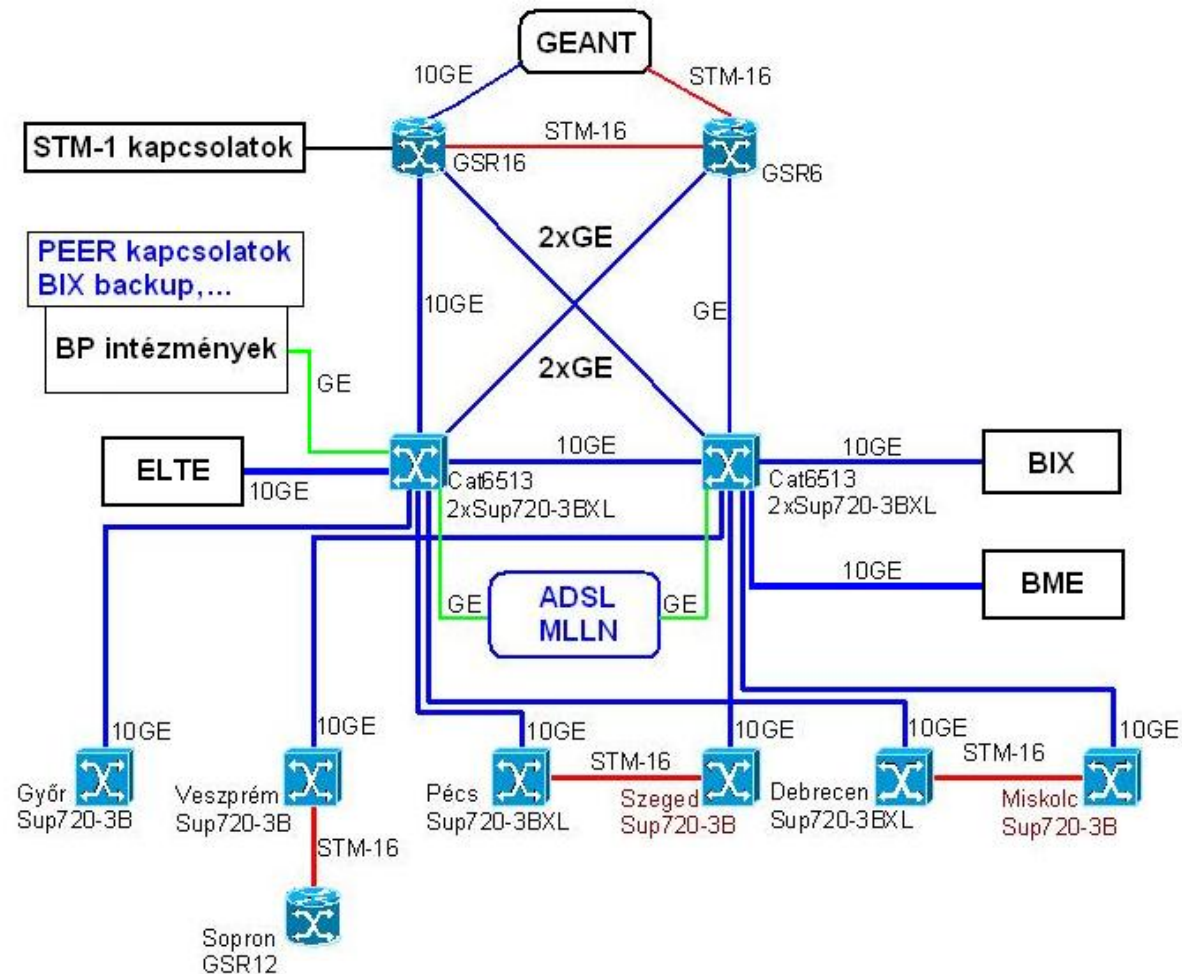 GEANT
10GE
STM-16
STM-1 kapcsolatok
STM-16
GSR16
GSR6
PEER kapcsolatok
BIX backup,...
2xGE
10GE
GE
BP intézmények
GE
2xGE
ELTE
10GE
10GE
Cat6513
2xSup720-3BXL
10GE
Cat6513
2xSup720-3BXL
BIX
GE
ADSL
MLLN
GE
10GE
BME
10GE
10GE
10GE
10GE
10GE
10GE
Győr
Sup720-3B
Veszprém
Sup720-3B
Pécs
Sup720-3BXL
STM-16
Szeged
Sup720-3B
Debrecen
Sup720-3BXL
STM-16
Miskolc
Sup720-3B
STM-16
Sopron
GSR12